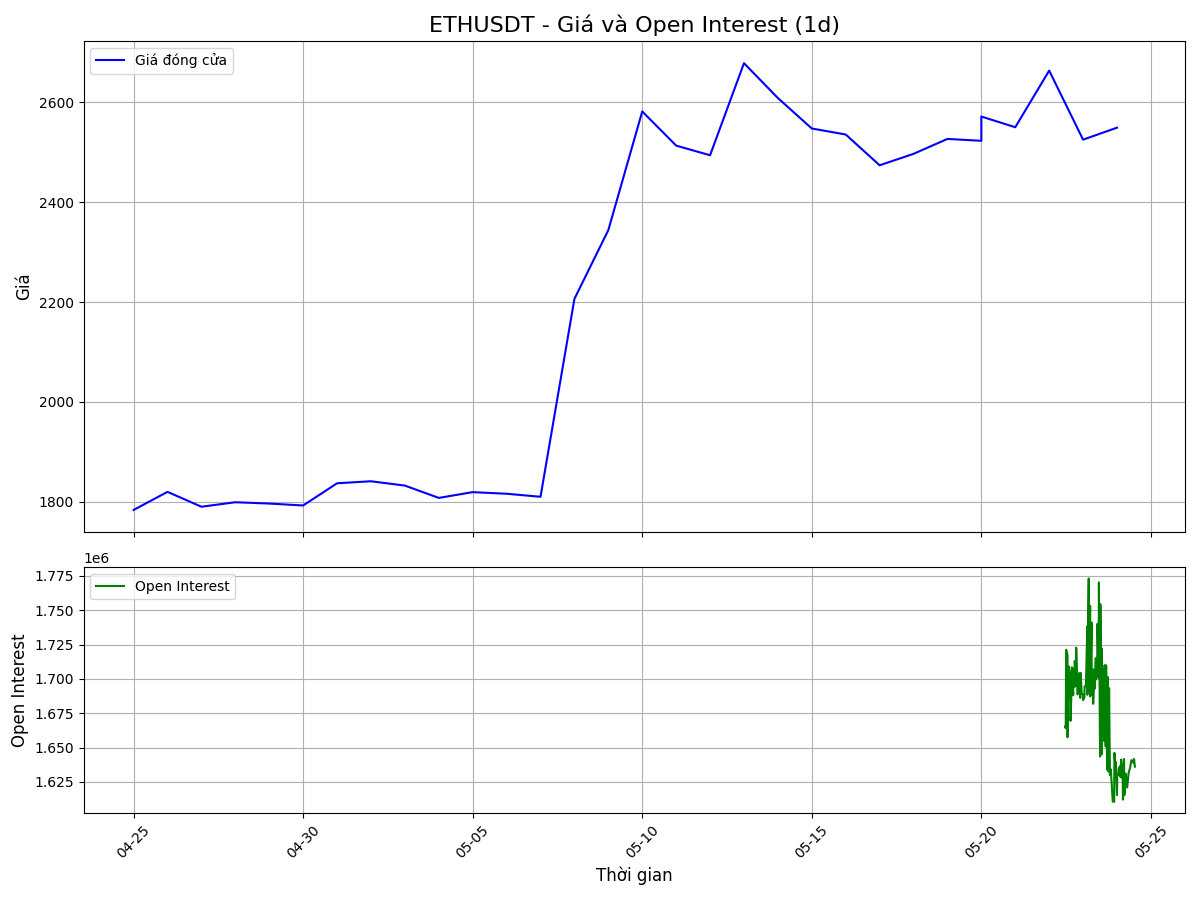 ETHUSDT - Giá và Open Interest (1d)
Giá đóng cửa
2600
2400
2200
2000
1800
Giá
1e6
Open Interest
1.775
1.750
1.725
1.700
1.675
1.650
1.625
Open Interest
04-25
04-30
05-05
05-10
05-15
05-20
05-25
Thời gian